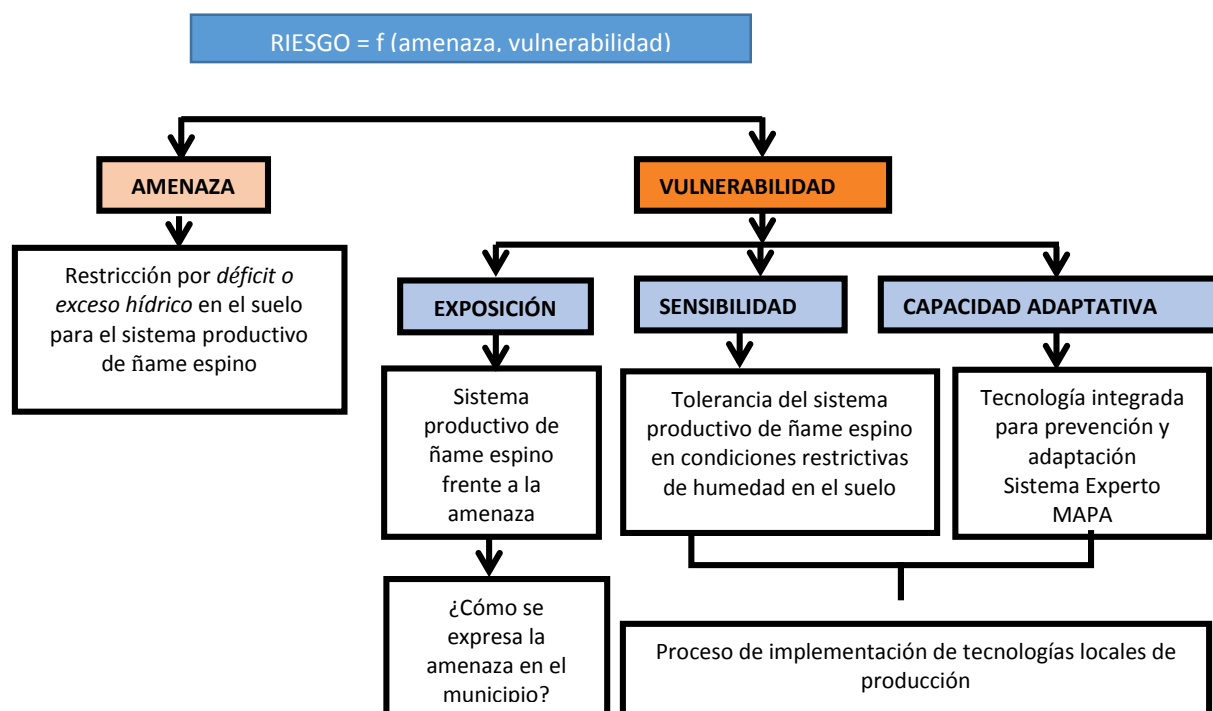 RIESGO = f (amenaza, vulnerabilidad)
AMENAZA
VULNERABILIDAD
Restricción por déficit o
exceso hídrico en el suelo
para el sistema productivo
de ñame espino
EXPOSICIÓN
SENSIBILIDAD
CAPACIDAD ADAPTATIVA
Sistema
productivo de
ñame espino
frente a la
amenaza
Tolerancia del sistema
productivo de ñame espino
en condiciones restrictivas
de humedad en el suelo
Tecnología integrada
para prevención y
adaptación
Sistema Experto
MAPA
¿Cómo se
expresa la
amenaza en el
municipio?
Proceso de implementación de tecnologías locales de
producción